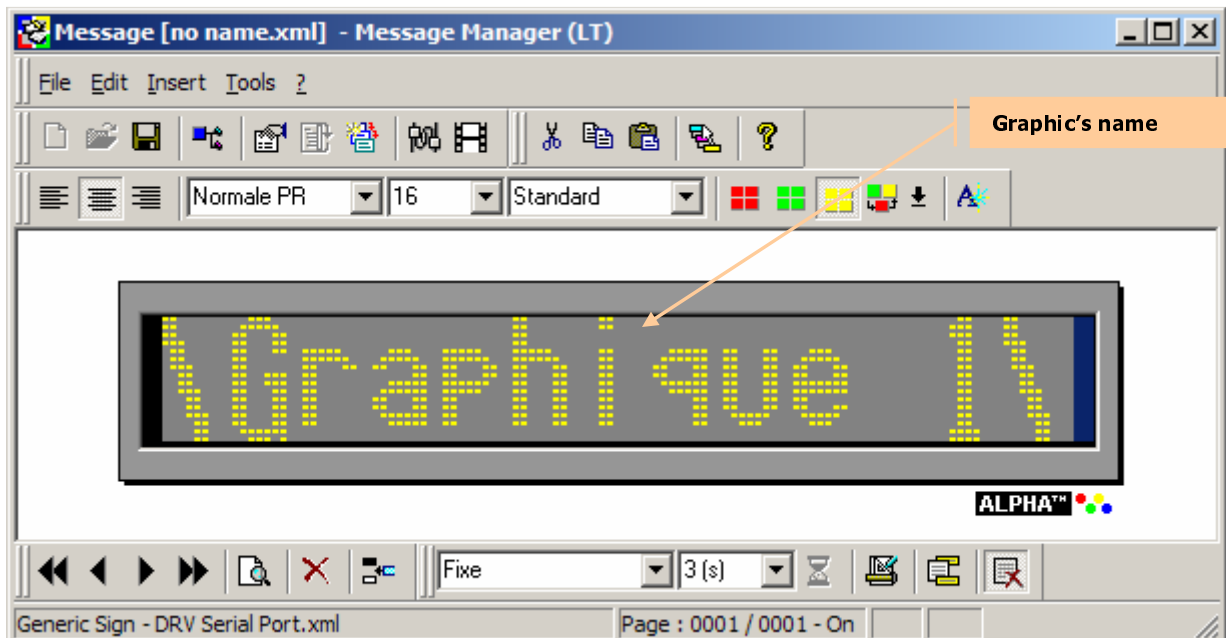 Message [no name.xml] - Message Manager (LT)
File Edit Insert Tools ?
Graphic's name
Normale PR 16 Standard
\Graphique 1\
ALPHA™
Fixe 3 (s)
Generic Sign - DRV Serial Port.xml Page : 0001 / 0001 - On